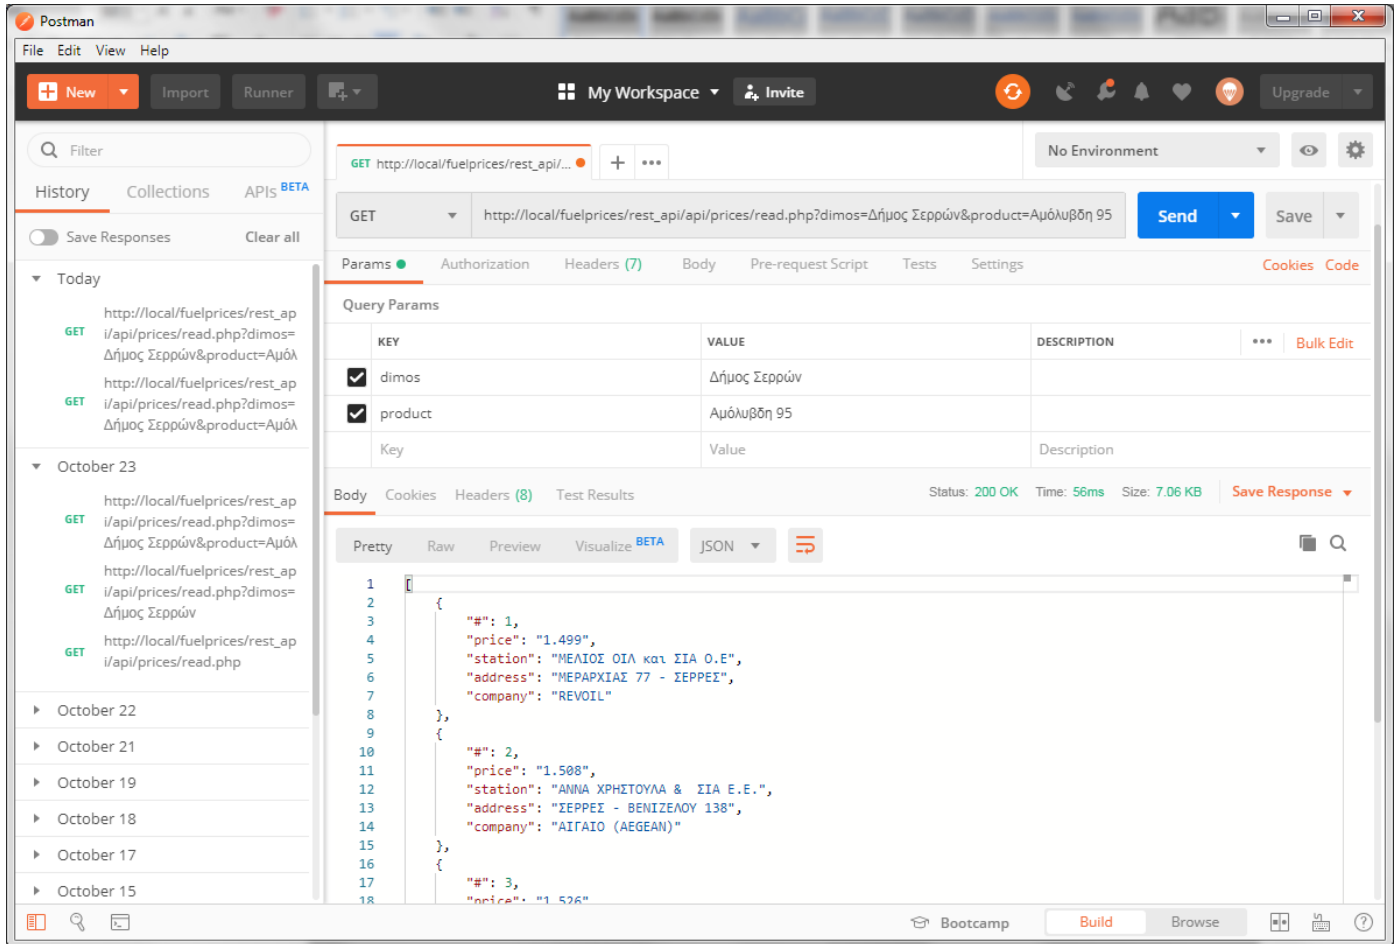 Postman
File Edit View Help
New Import Runner My Workspace Invite Upgrade
Filter
History Collections APIs BETA
Save Responses Clear all
Today
GET http://local/fuelprices/rest_ap
i/api/prices/read.php?dimos=
Δήμος Σερρών&product=Αμόλ
GET http://local/fuelprices/rest_ap
i/api/prices/read.php?dimos=
Δήμος Σερρών&product=Αμόλ
October 23
GET http://local/fuelprices/rest_ap
i/api/prices/read.php?dimos=
Δήμος Σερρών&product=Αμόλ
GET http://local/fuelprices/rest_ap
i/api/prices/read.php?dimos=
Δήμος Σερρών
GET http://local/fuelprices/rest_ap
i/api/prices/read.php
October 22
October 21
October 19
October 18
October 17
October 15
GET http://local/fuelprices/rest_api/... + •••
No Environment
GET http://local/fuelprices/rest_api/api/prices/read.php?dimos=Δήμος Σερρών&product=Αμόλυβδη 95 Send Save
Params Authorization Headers (7) Body Pre-request Script Tests Settings Cookies Code
Query Params
KEY VALUE DESCRIPTION ••• Bulk Edit
dimos Δήμος Σερρών
product Αμόλυβδη 95
Key Value Description
Body Cookies Headers (8) Test Results Status: 200 OK Time: 56ms Size: 7.06 KB Save Response
Pretty Raw Preview Visualize BETA JSON
1 [
2 {
3 "#": 1,
4 "price": "1.499",
5 "station": "ΜΕΛΙΟΣ ΟΙΛ και ΣΙΑ Ο.Ε",
6 "address": "ΜΕΡΑΡΧΙΑΣ 77 - ΣΕΡΡΕΣ",
7 "company": "REVOIL"
8 },
9 {
10 "#": 2,
11 "price": "1.508",
12 "station": "ΑΝΝΑ ΧΡΗΣΤΟΥΛΑ &  ΣΙΑ Ε.Ε.",
13 "address": "ΣΕΡΡΕΣ - ΒΕΝΙΖΕΛΟΥ 138",
14 "company": "ΑΙΓΑΙΟ (AEGEAN)"
15 },
16 {
17 "#": 3,
18 "price": "1.526"
Bootcamp Build Browse